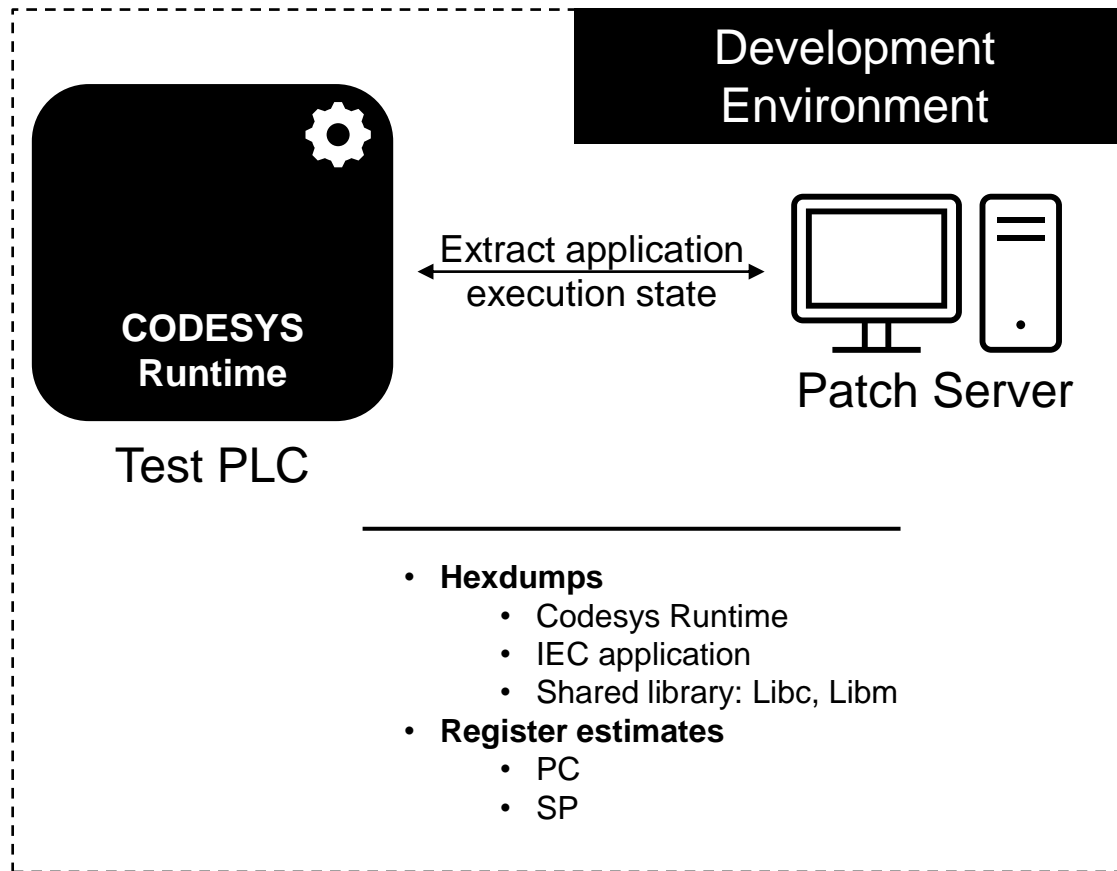 Development
Environment
CODESYS
Runtime
Test PLC
Extract application
execution state
Patch Server
• Hexdumps
• Codesys Runtime
• IEC application
• Shared library: Libc, Libm
• Register estimates
• PC
• SP